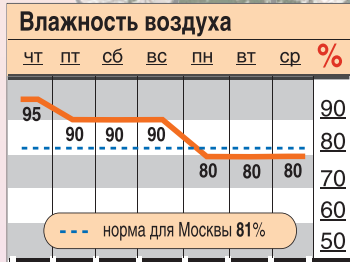 Влажность воздуха
чт пт сб вс пн вт ср %
95 90 90 90 80 80 80
90
80
70
60
50
норма для Москвы 81%